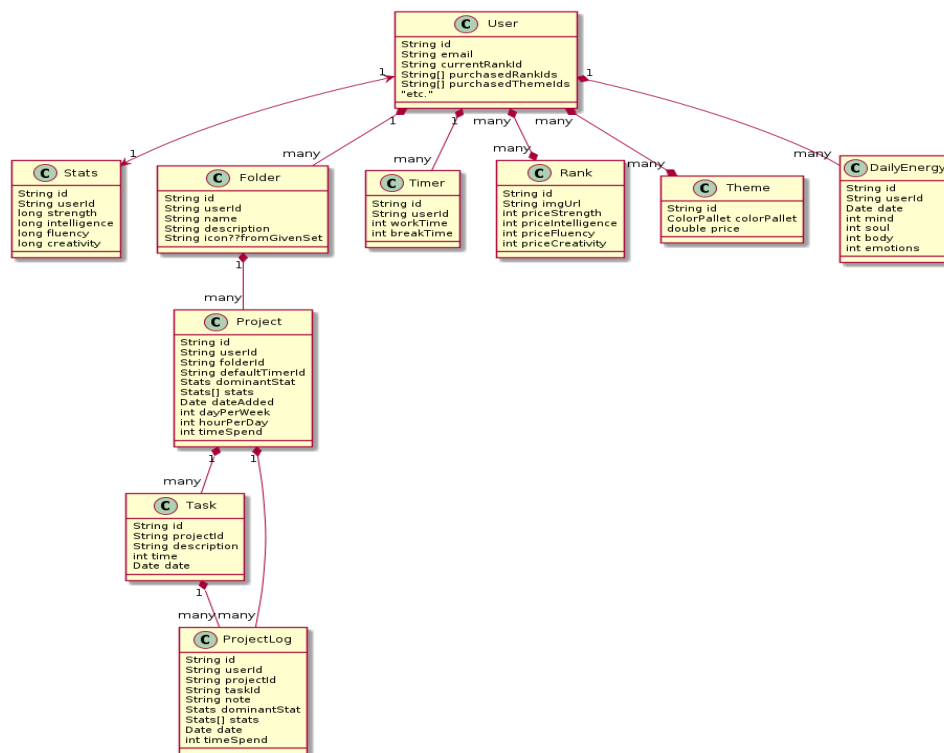 C User
String id
String email
String currentRankId
String[] purchasedRankIds
String[] purchasedThemeIds
"etc."
1
1
1
many
many
1
1
many
many
many
many
many
C Stats
String id
String userId
long strength
long intelligence
long fluency
long creativity
C Folder
String id
String userId
String name
String description
String icon??fromGivenSet
C Timer
String id
String userId
int workTime
int breakTime
C Rank
String id
String imgUrl
int priceStrength
int priceIntelligence
int priceFluency
int priceCreativity
C Theme
String id
ColorPallet colorPallet
double price
C DailyEnergy
String id
String userId
Date date
int mind
int soul
int body
int emotions
1
many
C Project
String id
String userId
String folderId
String defaultTimerId
Stats dominantStat
Stats[] stats
Date dateAdded
int dayPerWeek
int hourPerDay
int timeSpend
1
1
many
C Task
String id
String projectId
String description
int time
Date date
1
many
many
C ProjectLog
String id
String userId
String projectId
String taskId
String note
Stats dominantStat
Stats[] stats
Date date
int timeSpend